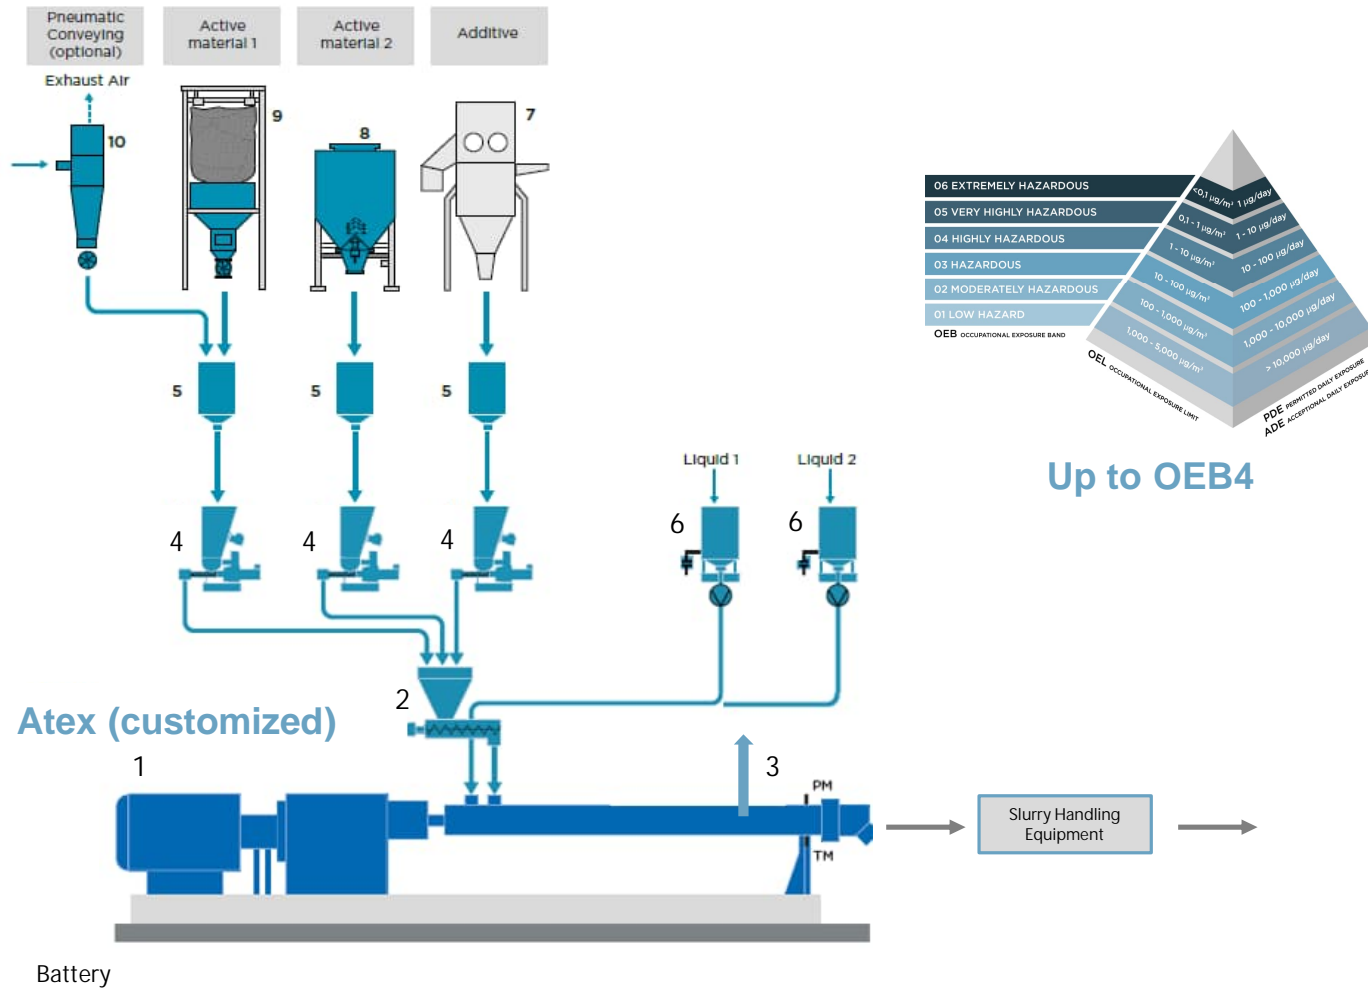 Pneumatic
Conveying
(optional)
Active
material 1
Active
material 2
Additive
Exhaust Air
10
9
8
7
5
5
5
4
4
4
Liquid 1
Liquid 2
6
6
2
Atex (customized)
1
3
PM
TM
Slurry Handling
Equipment
Battery
06 EXTREMELY HAZARDOUS
05 VERY HIGHLY HAZARDOUS
04 HIGHLY HAZARDOUS
03 HAZARDOUS
02 MODERATELY HAZARDOUS
01 LOW HAZARD
OEB OCCUPATIONAL EXPOSURE BAND
<0,1 µg/m³
0,1 - 1 µg/m³
1 - 10 µg/m³
10 - 100 µg/m³
100 - 1,000 µg/m³
1,000 - 5,000 µg/m³
OEL OCCUPATIONAL EXPOSURE LIMIT
1 µg/day
1 - 10 µg/day
10 - 100 µg/day
100 - 1,000 µg/day
1,000 - 10,000 µg/day
> 10,000 µg/day
PDE PERMITTED DAILY EXPOSURE
ADE ACCEPTIONAL DAILY EXPOSURE
Up to OEB4